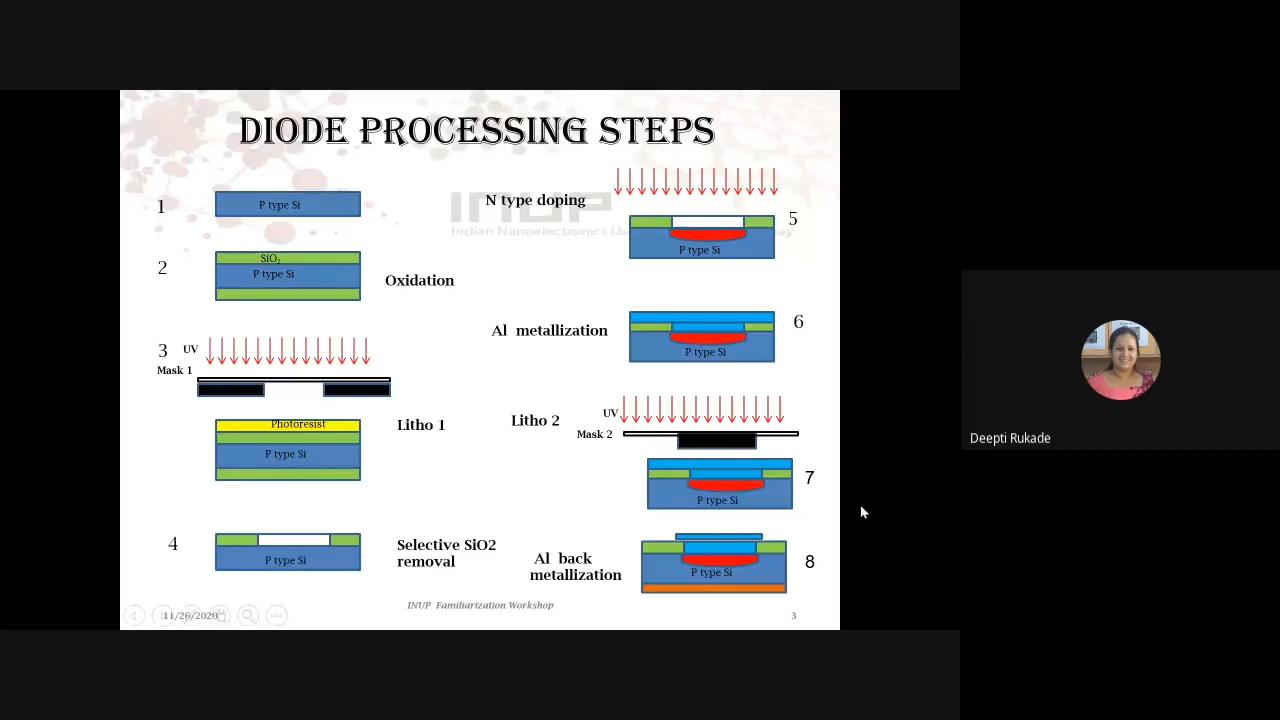 DIODE PROCESSING STEPS
INUP
1
P type Si
2
SiO2
P type Si
Oxidation
3
UV
Mask 1
Photoresist
P type Si
Litho 1
4
P type Si
Selective SiO2
removal
N type doping
5
P type Si
Al metallization
6
P type Si
Litho 2
UV
Mask 2
P type Si
7
Al back
metallization
P type Si
8
INUP Familiarization Workshop
11/26/2020
3
Deepti Rukade